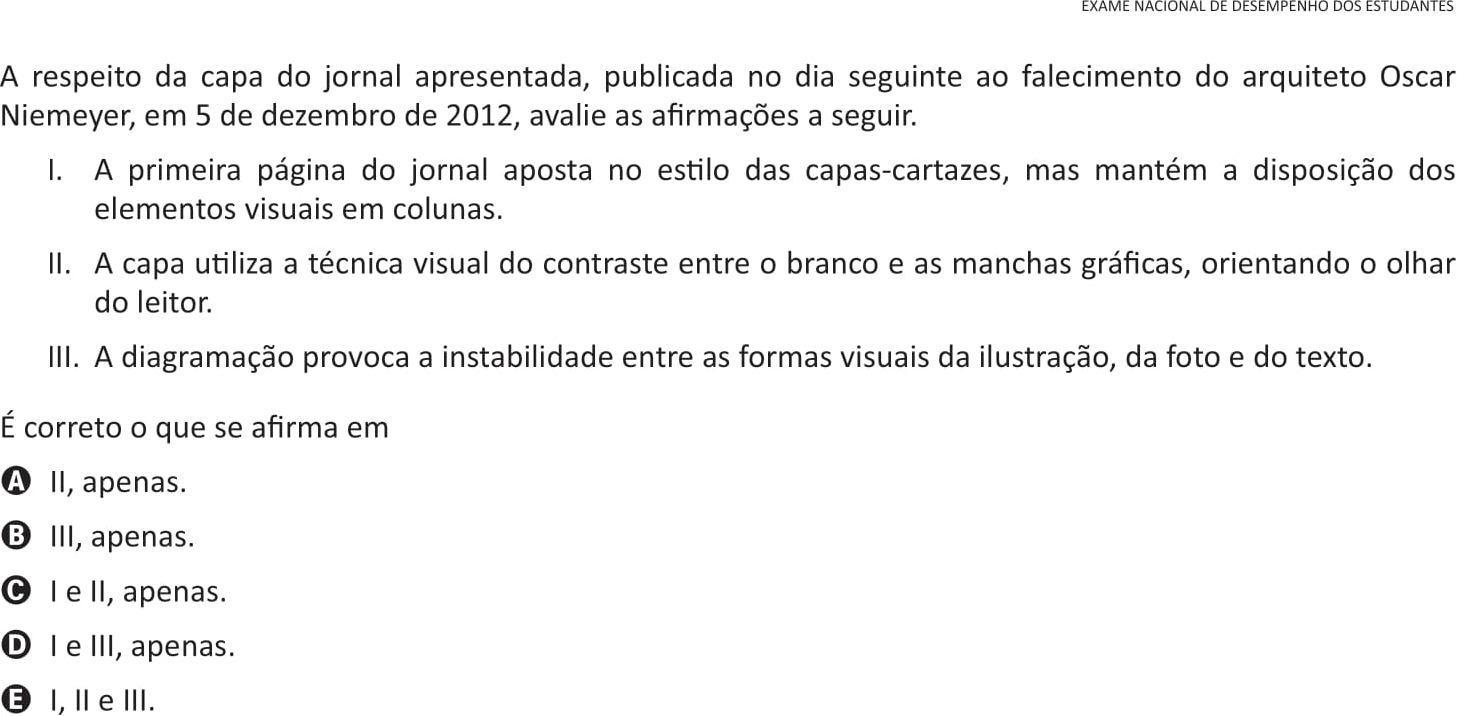 EXAME NACIONAL DE DESEMPENHO DOS ESTUDANTES
A respeito da capa do jornal apresentada, publicada no dia seguinte ao falecimento do arquiteto Oscar
Niemeyer, em 5 de dezembro de 2012, avalie as afirmações a seguir.
I. A primeira página do jornal aposta no estilo das capas-cartazes, mas mantém a disposição dos
elementos visuais em colunas.
II. A capa utiliza a técnica visual do contraste entre o branco e as manchas gráficas, orientando o olhar
do leitor.
III. A diagramação provoca a instabilidade entre as formas visuais da ilustração, da foto e do texto.
É correto o que se afirma em
A II, apenas.
B III, apenas.
C I e II, apenas.
D I e III, apenas.
E I, II e III.